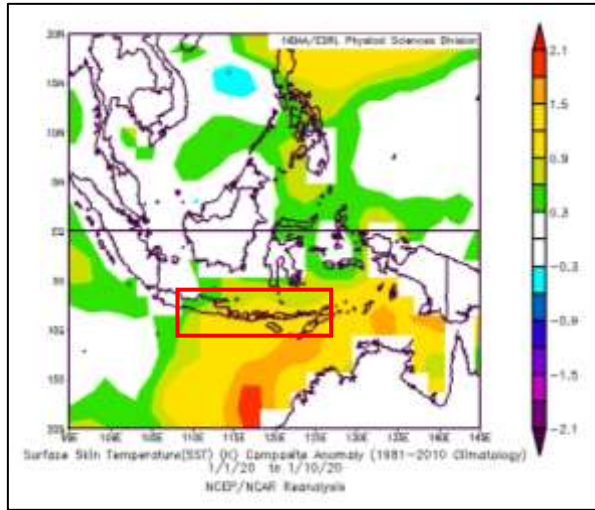 NOAA/ESRL Physical Sciences Division
20N
15N
10N
5N
EQ
5S
10S
15S
20S
95E 100E 105E 110E 115E 120E 125E 130E 135E 140E 145E
2.1
1.5
0.9
0.3
-0.3
-0.9
-1.5
-2.1
Surface Skin Temperature(SST) (K) Composite Anomaly (1981-2010 Climatology)
1/1/20 to 1/10/20
NCEP/NCAR Reanalysis